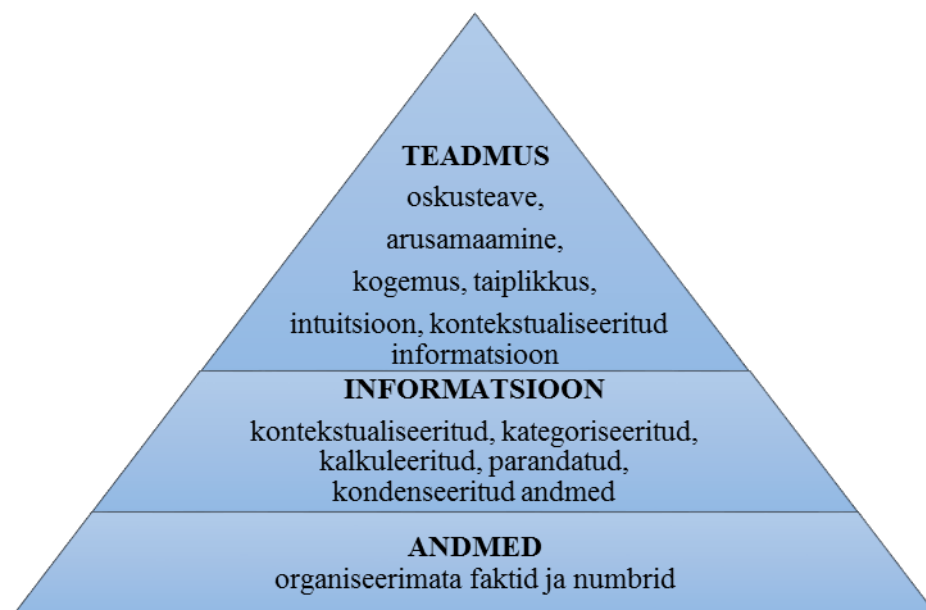 TEADMUS
oskusteave,
arusamaamine,
kogemus, taiplikkus,
intuitsioon, kontekstualiseeritud
informatsioon
INFORMATSIOON
kontekstualiseeritud, kategoriseeritud,
kalkuleeritud, parandatud,
kondenseeritud andmed
ANDMED
organiseerimata faktid ja numbrid